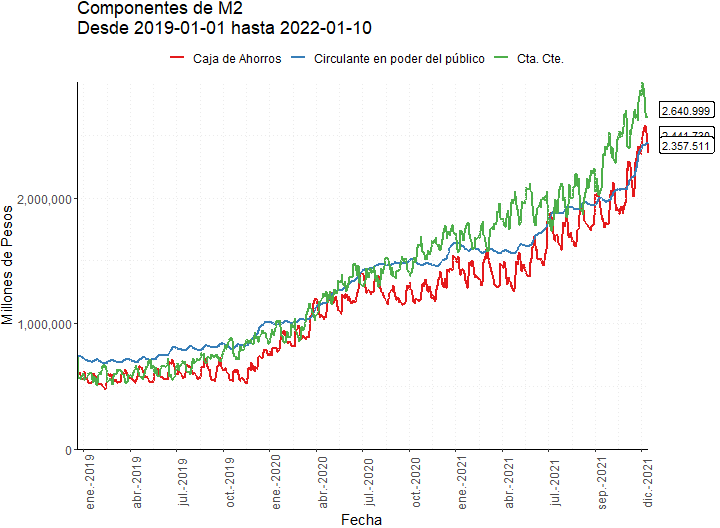 Componentes de M2
Desde 2019-01-01 hasta 2022-01-10
Caja de Ahorros Circulante en poder del público Cta. Cte.
2.640.999
2.357.511
2,000,000
1,000,000
0
Millones de Pesos
ene.-2019 abr.-2019 jul.-2019 oct.-2019 ene.-2020 abr.-2020 jul.-2020 oct.-2020 ene.-2021 abr.-2021 jul.-2021 sep.-2021 dic.-2021
Fecha